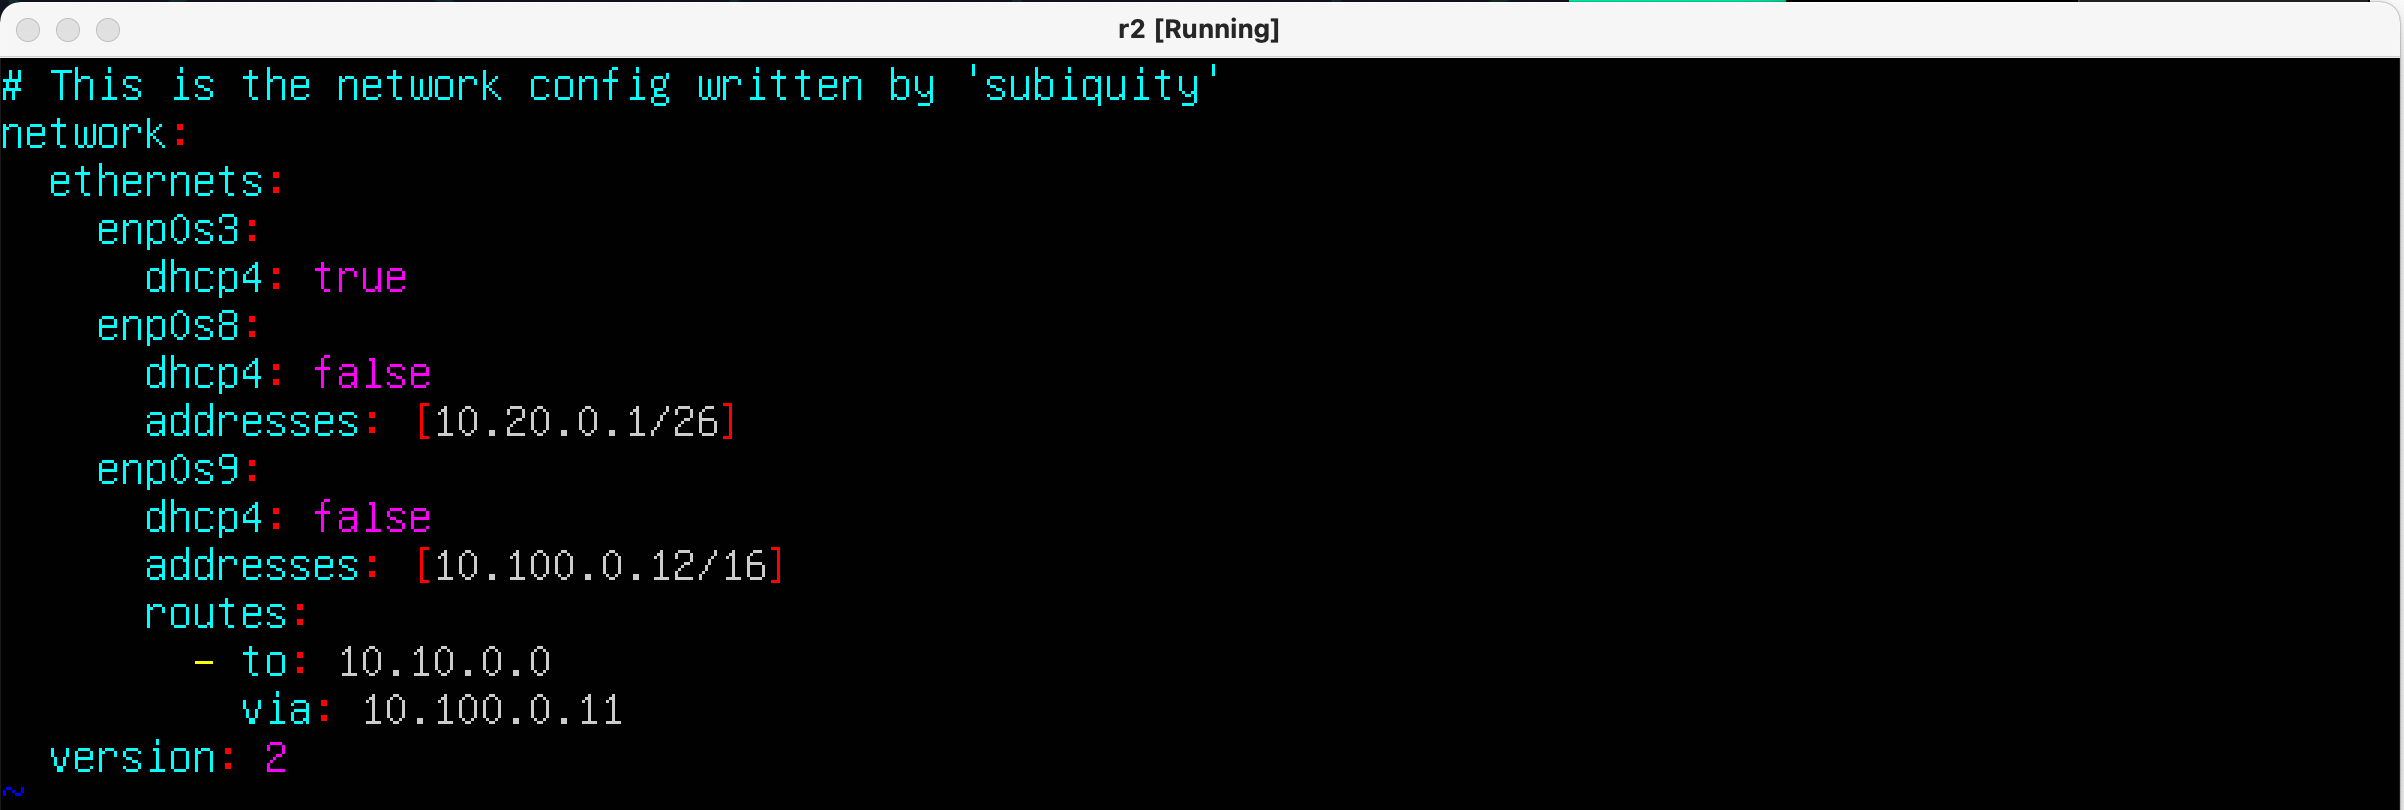 r2 [Running]
# This is the network config written by 'subiquity'
network:
  ethernets:
    enp0s3:
      dhcp4: true
    enp0s8:
      dhcp4: false
      addresses: [10.20.0.1/26]
    enp0s9:
      dhcp4: false
      addresses: [10.100.0.12/16]
      routes:
        - to: 10.10.0.0
          via: 10.100.0.11
  version: 2
~